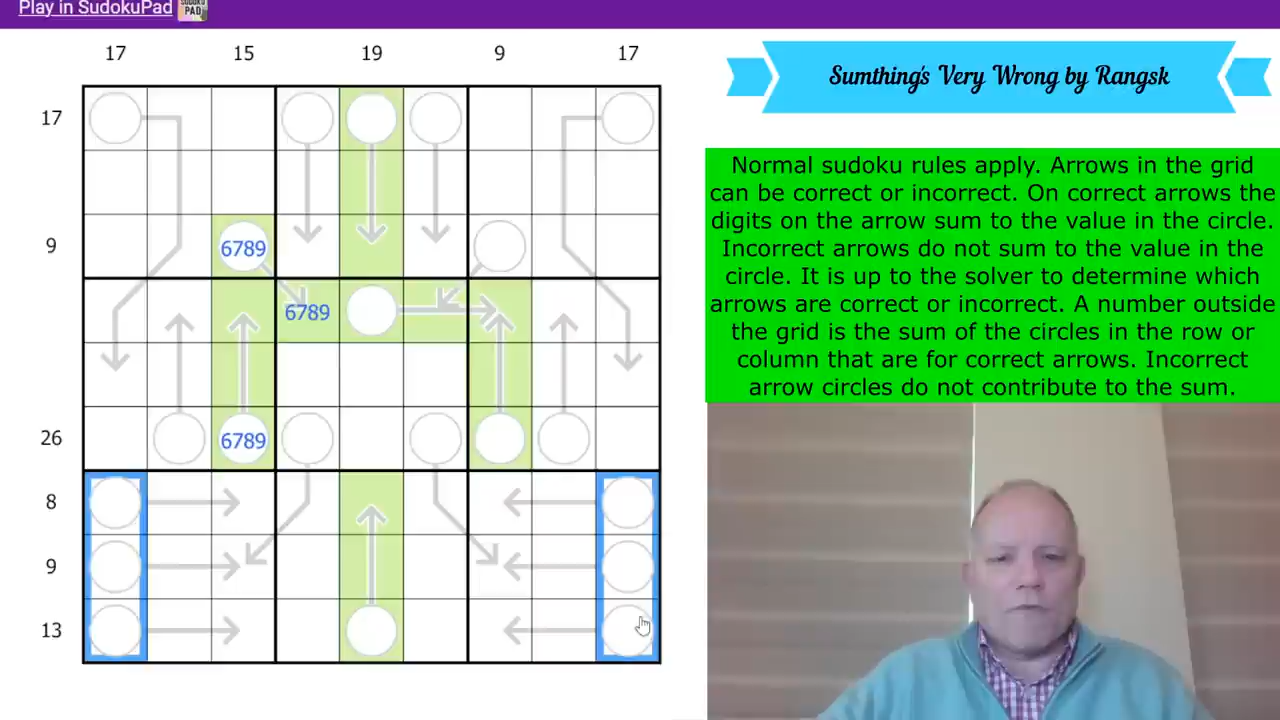 Play in SudokuPad
SUDOKU
PAD
17 15 19 9 17
Sumthing's Very Wrong by Rangsk
17
Normal sudoku rules apply. Arrows in the grid
can be correct or incorrect. On correct arrows the
digits on the arrow sum to the value in the circle.
Incorrect arrows do not sum to the value in the
circle. It is up to the solver to determine which
arrows are correct or incorrect. A number outside
the grid is the sum of the circles in the row or
column that are for correct arrows. Incorrect
arrow circles do not contribute to the sum.
9 6789
6789
26 6789
8
9
13